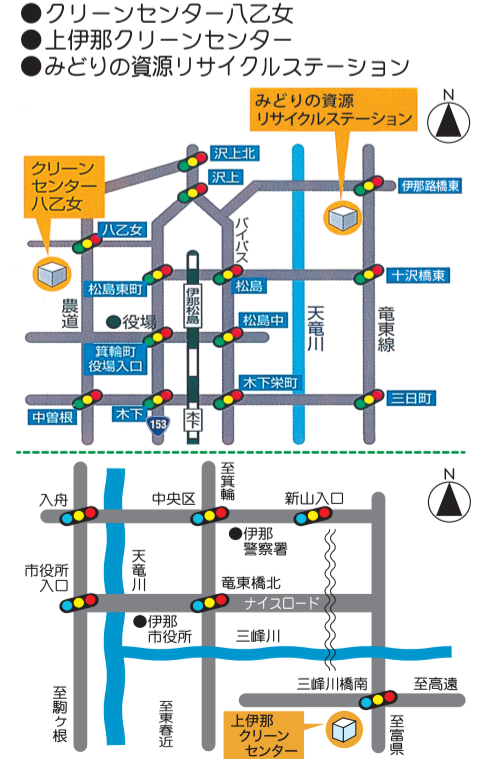 ●クリーンセンター八乙女
●上伊那クリーンセンター
●みどりの資源リサイクルステーション
みどりの資源
リサイクルステーション
N
沢上北
沢上
クリーン
センター
八乙女
伊那路橋東
八乙女
バイパス
松島東町
松島
十沢橋東
農道
伊那松島
●役場
松島中
天竜川
竜東線
箕輪町
役場入口
木下栄町
中曽根
木下
153
木下
三日町
至箕輪
N
入舟
中央区
新山入口
●伊那
警察署
市役所
入口
天竜川
竜東橋北
ナイスロード
●伊那
市役所
三峰川
三峰川橋南
至高遠
至駒ヶ根
至東春近
上伊那
クリーン
センター
至富県